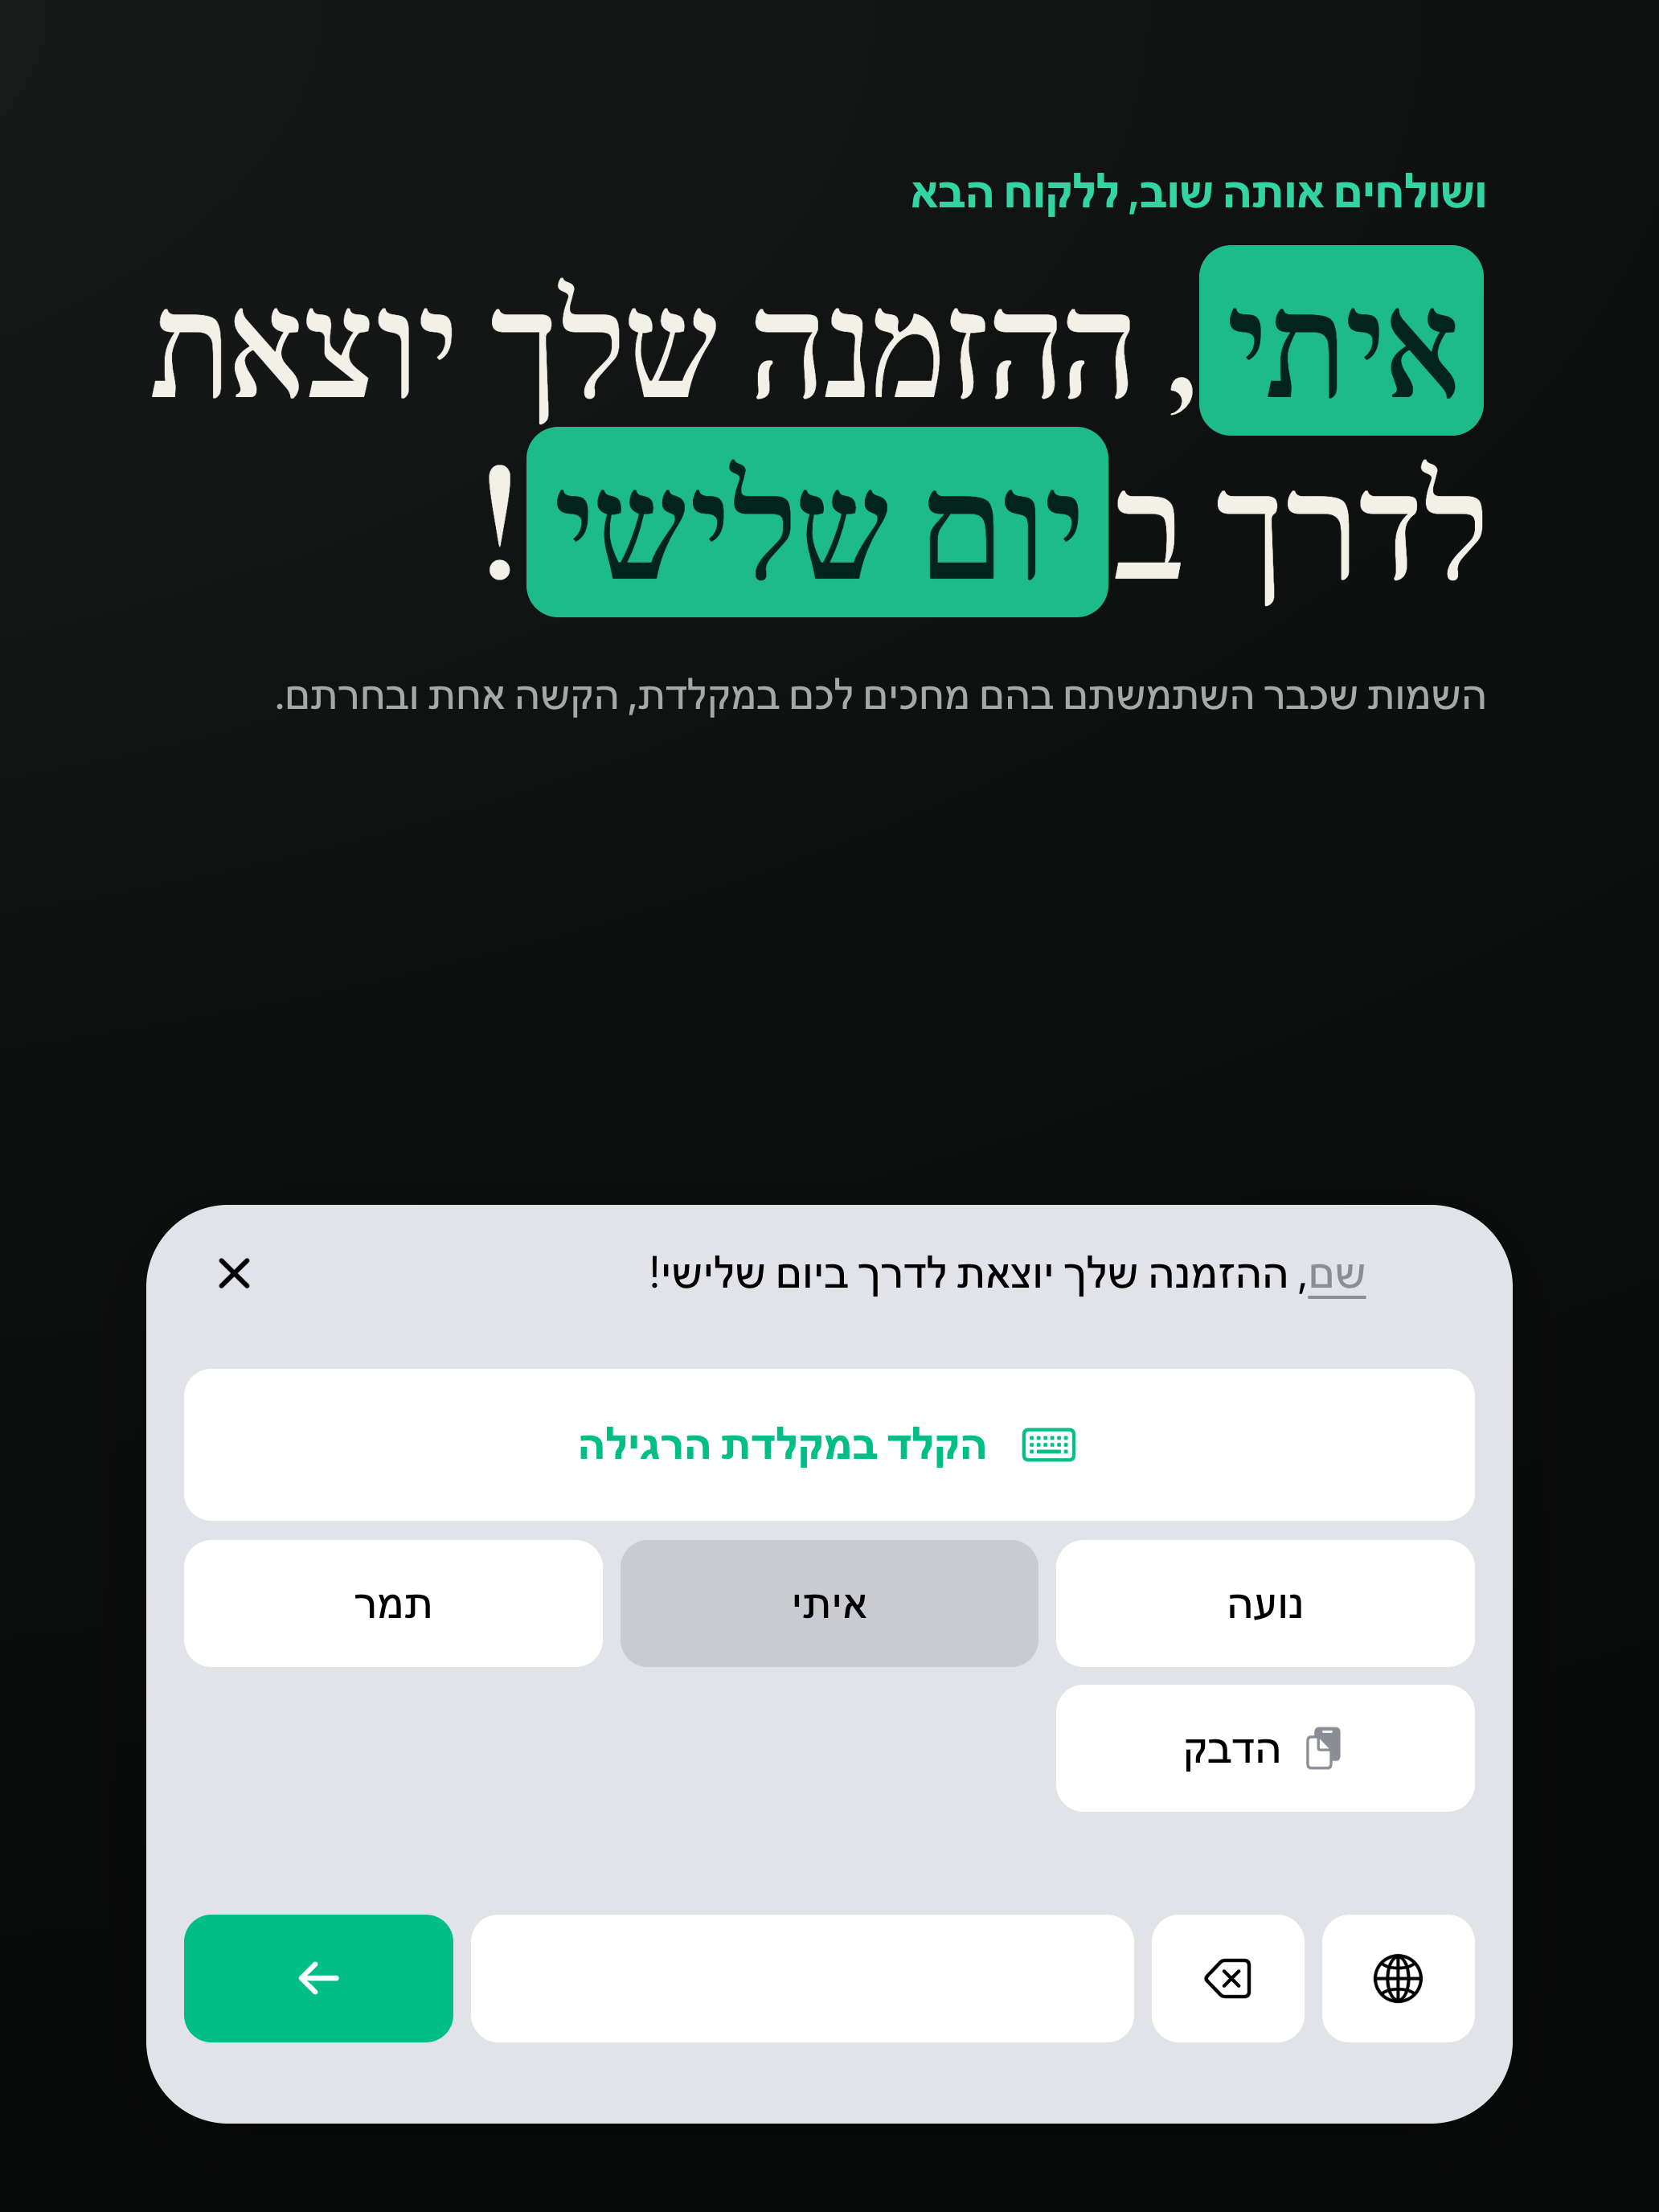 ושולחים אותה שוב, ללקוח הבא
איתי, ההזמנה שלך יוצאת
לדרך ביום שלישי!
השמות שכבר השתמשתם בהם מחכים לכם במקלדת, הקשה אחת ובחרתם.
שם, ההזמנה שלך יוצאת לדרך ביום שלישי!
הקלד במקלדת הרגילה
נועה
איתי
תמר
הדבק